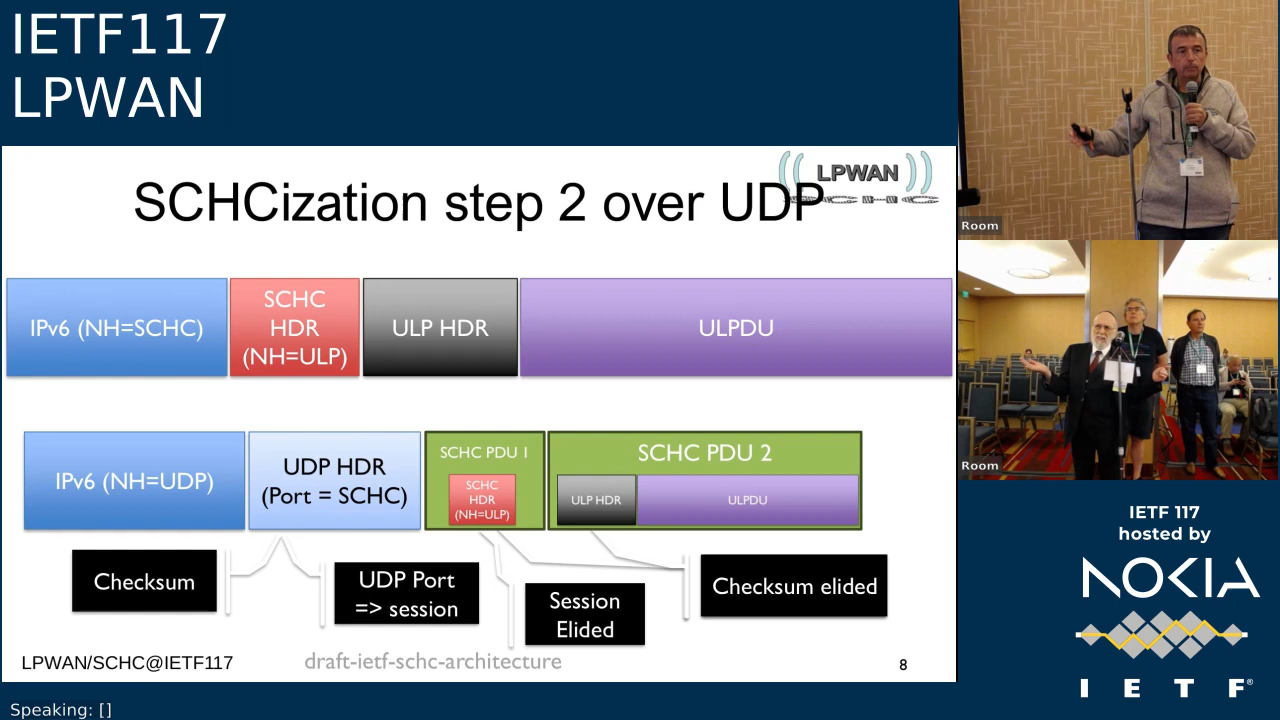 IETF117
LPWAN
LPWAN
SCHC
SCHCization step 2 over UDP
IPv6 (NH=SCHC)
SCHC
HDR
(NH=ULP)
ULP HDR
ULPDU
IPv6 (NH=UDP)
UDP HDR
(Port = SCHC)
SCHC PDU 1
SCHC
HDR
(NH=ULP)
SCHC PDU 2
ULP HDR
ULPDU
Checksum
UDP Port
=> session
Session
Elided
Checksum elided
LPWAN/SCHC@IETF117
draft-ietf-schc-architecture
8
Room
Room
IETF 117
hosted by
NOKIA
I E T F®
Speaking: []